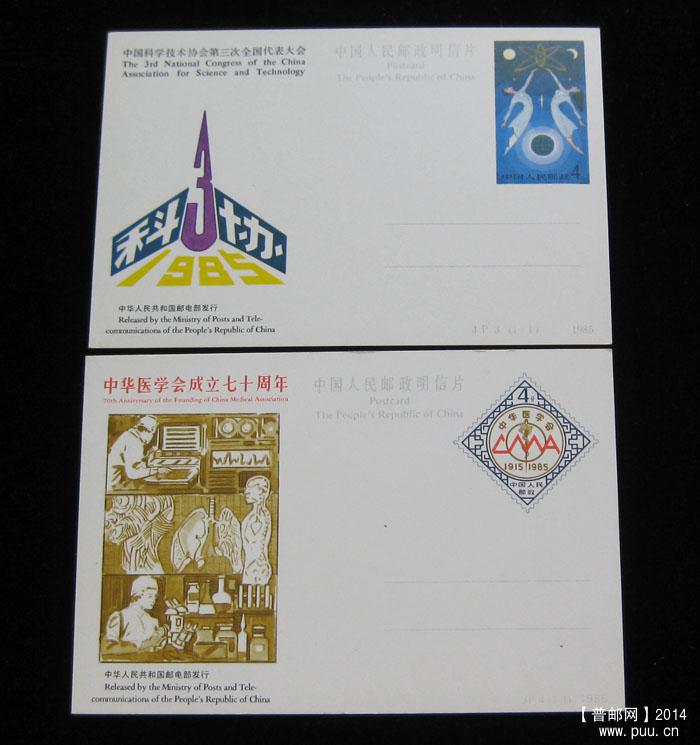 中国科学技术协会第三次全国代表大会
The 3rd National Congress of the China
Association for Science and Technology
中国人民邮政明信片
Postcard
The People's Republic of China
中国人民邮政 4
科3协
1985
中华人民共和国邮电部发行
Released by the Ministry of Posts and Tele-
communications of the People's Republic of China
J.P.3.(1-1) 1985
中华医学会成立七十周年
70th Anniversary of the Founding of China Medical Association
中国人民邮政明信片
Postcard
The People's Republic of China
4分
中华医学会
CMA
1915 1985
中国人民
邮政
中华人民共和国邮电部发行
Released by the Ministry of Posts and Tele-
communications of the People's Republic of China
JP.4.(1-1).1985
【普邮网】2014
www.puu.cn